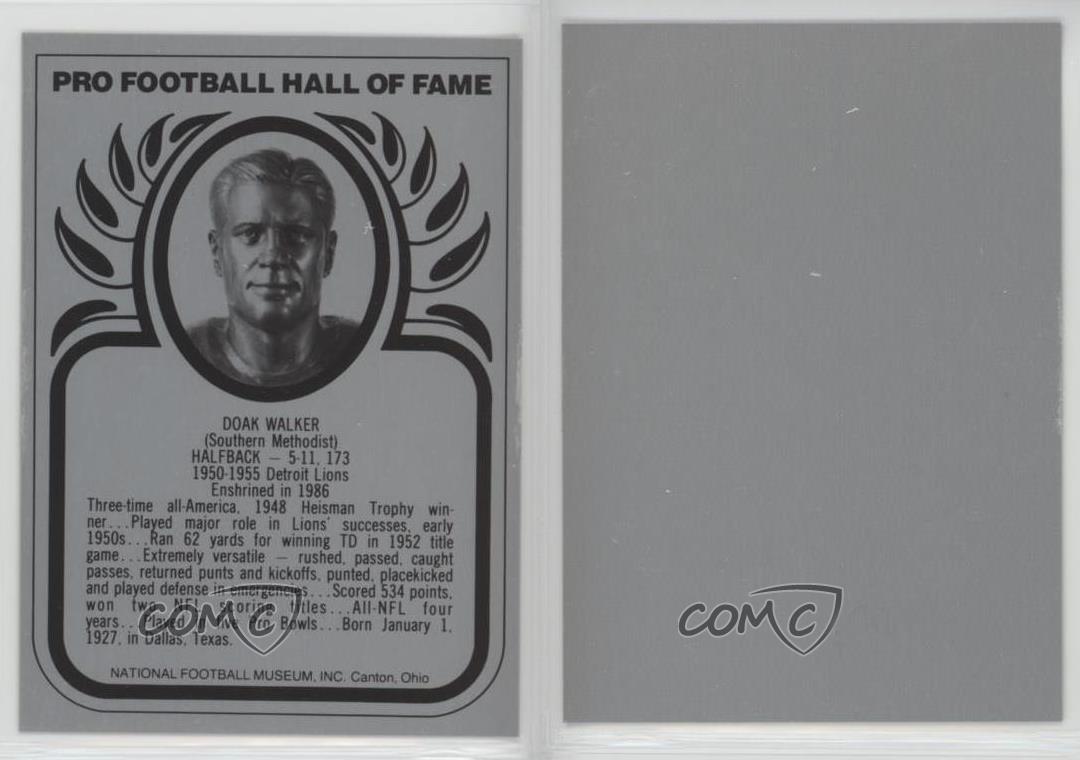 PRO FOOTBALL HALL OF FAME
DOAK WALKER
(Southern Methodist)
HALFBACK — 5-11, 173
1950-1955 Detroit Lions
Enshrined in 1986
Three-time all-America, 1948 Heisman Trophy win-
ner...Played major role in Lions' successes, early
1950s...Ran 62 yards for winning TD in 1952 title
game...Extremely versatile — rushed, passed, caught
passes, returned punts and kickoffs, punted, placekicked
and played defense in emergencies...Scored 534 points,
won two NFL scoring titles...All-NFL four
years...Played in five Pro Bowls...Born January 1,
1927, in Dallas, Texas.
NATIONAL FOOTBALL MUSEUM, INC. Canton, Ohio
COMC
COMC